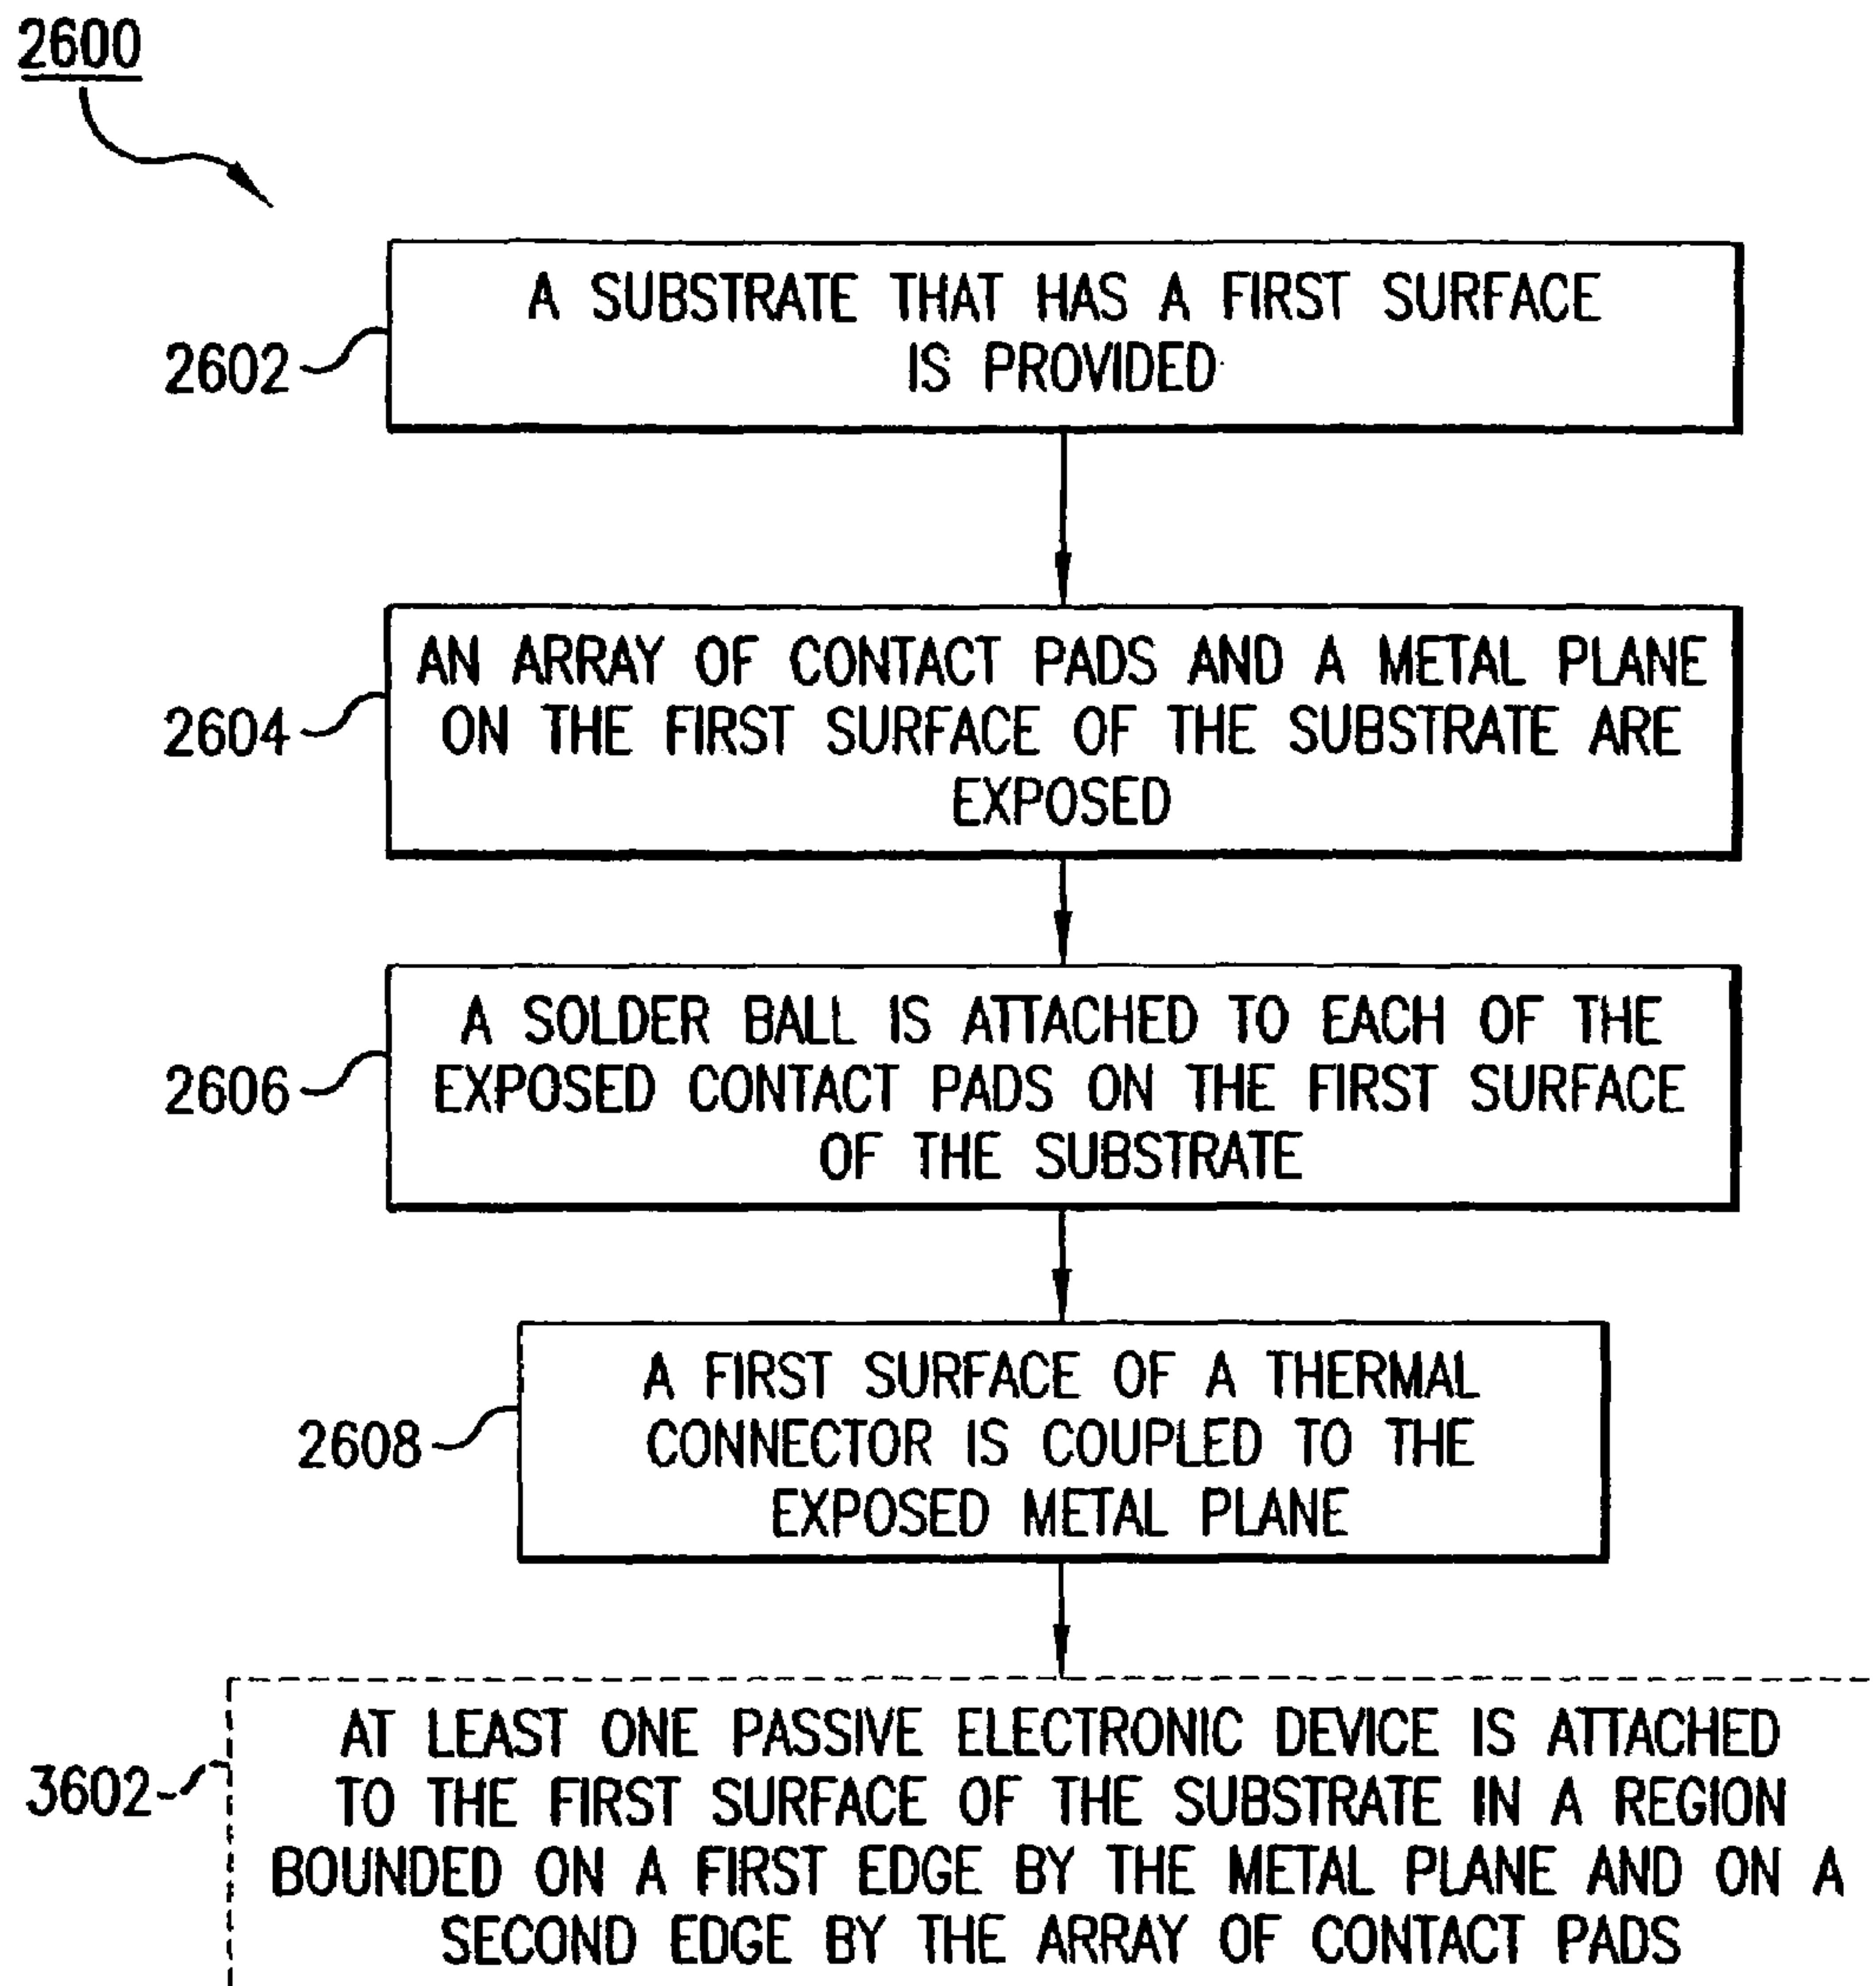 2600
A SUBSTRATE THAT HAS A FIRST SURFACE
IS PROVIDED
2602
AN ARRAY OF CONTACT PADS AND A METAL PLANE
ON THE FIRST SURFACE OF THE SUBSTRATE ARE
EXPOSED
2604
A SOLDER BALL IS ATTACHED TO EACH OF THE
EXPOSED CONTACT PADS ON THE FIRST SURFACE
OF THE SUBSTRATE
2606
A FIRST SURFACE OF A THERMAL
CONNECTOR IS COUPLED TO THE
EXPOSED METAL PLANE
2608
AT LEAST ONE PASSIVE ELECTRONIC DEVICE IS ATTACHED
TO THE FIRST SURFACE OF THE SUBSTRATE IN A REGION
BOUNDED ON A FIRST EDGE BY THE METAL PLANE AND ON A
SECOND EDGE BY THE ARRAY OF CONTACT PADS
3602